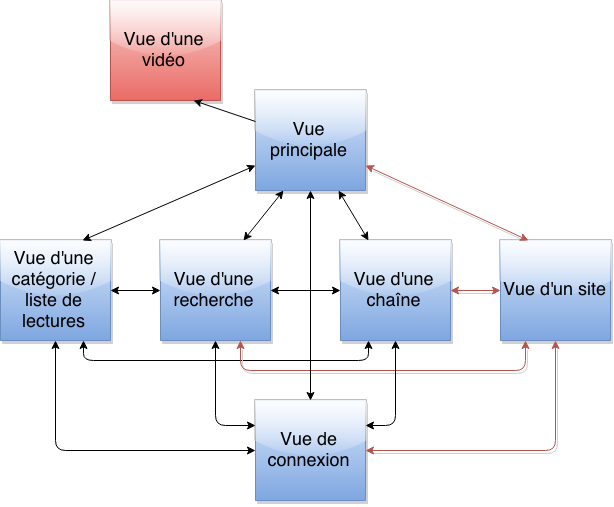 Vue d'une
vidéo
Vue
principale
Vue d'une
catégorie /
liste de
lectures
Vue d'une
recherche
Vue d'une
chaîne
Vue d'un site
Vue de
connexion